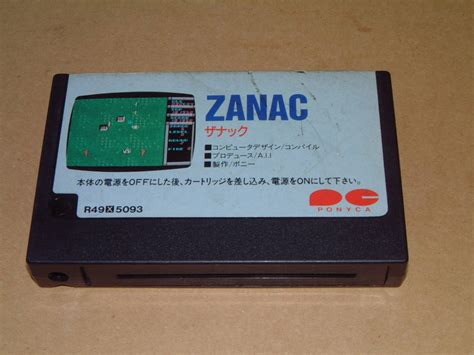 ZANAC
ザナック
■コンピュータデザイン/コンパイル
■プロデュース/A.I.I
■製作/ポニー
本体の電源をOFFにした後、カートリッジを差し込み、電源をONにして下さい。
R49X5093
PONYCA